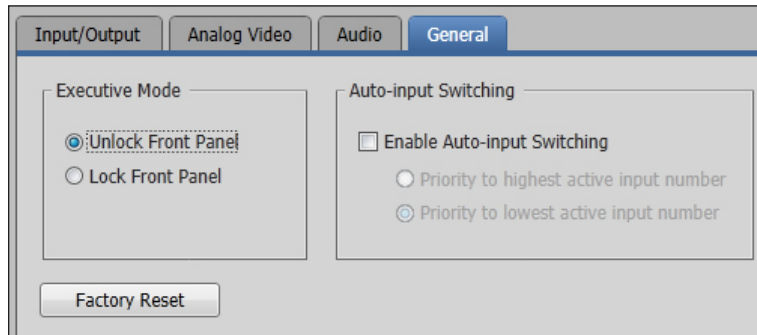 Input/Output
Analog Video
Audio
General
Executive Mode
Unlock Front Panel
Lock Front Panel
Auto-input Switching
Enable Auto-input Switching
Priority to highest active input number
Priority to lowest active input number
Factory Reset